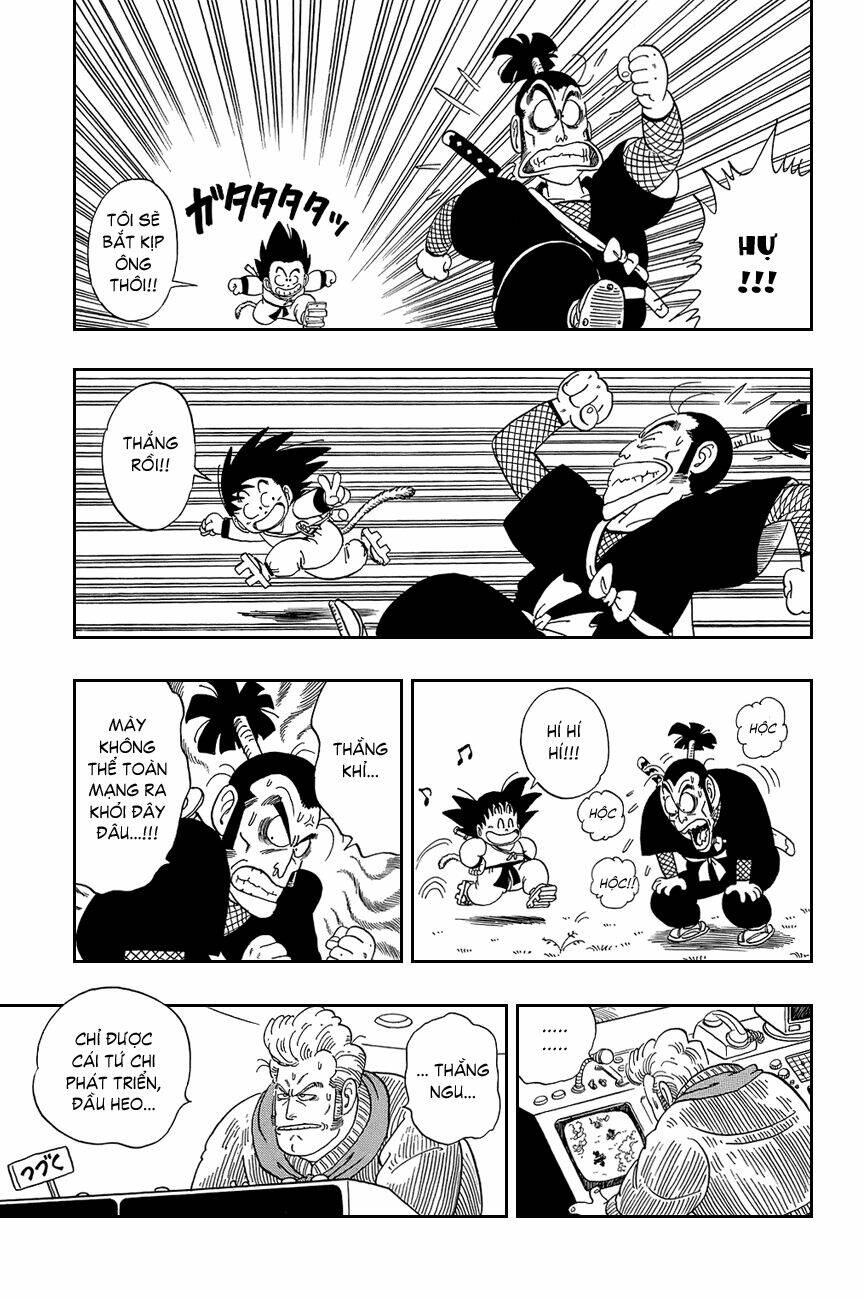 HỰ
!!!
ガタタタタッ
TÔI SẼ
BẮT KỊP
ÔNG
THÔI!!
THẮNG
RỒI!!
HỘC
HỘC
HỘC!!
HÍ HÍ
HÍ!!!
THẰNG
KHỈ...
MÀY
KHÔNG
THỂ TOÀN
MẠNG RA
KHỎI ĐÂY
ĐÂU...!!!
.....
.....
... THẰNG
NGU...
CHỈ ĐƯỢC
CÁI TỨ CHI
PHÁT TRIỂN,
ĐẦU HEO...
つづく